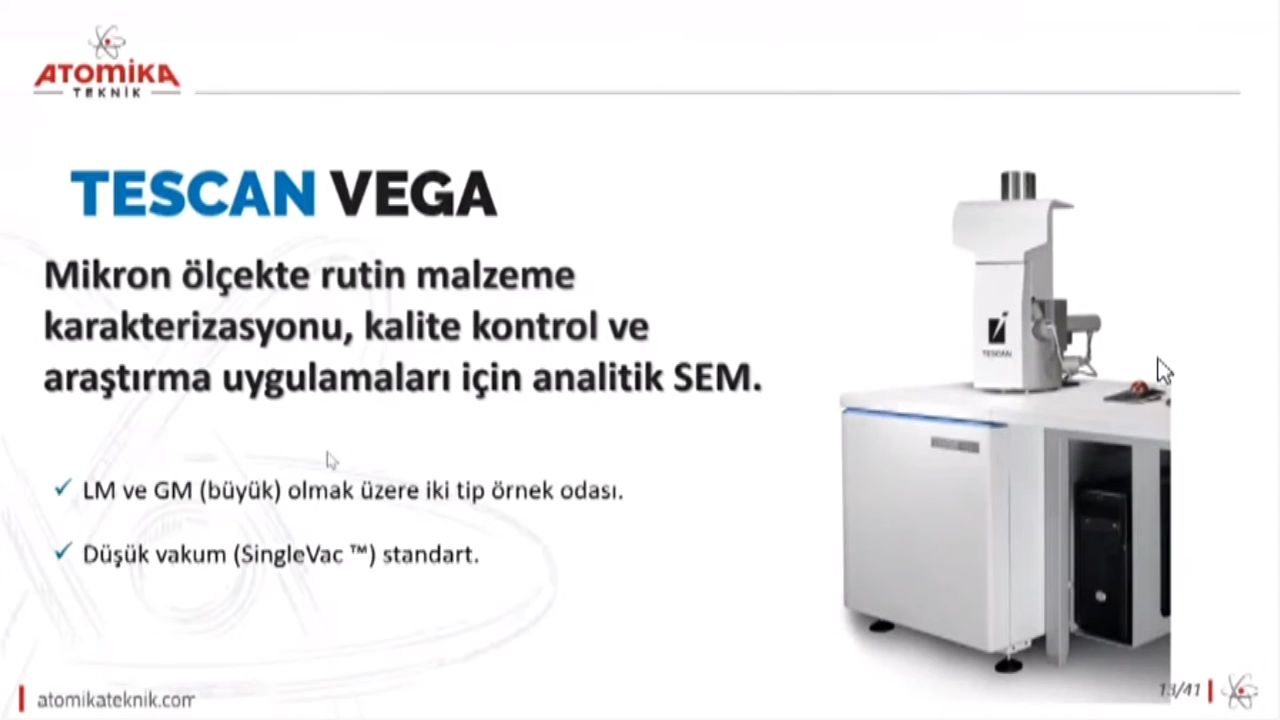 ATOMİKA
TEKNİK
TESCAN VEGA
Mikron ölçekte rutin malzeme
karakterizasyonu, kalite kontrol ve
araştırma uygulamaları için analitik SEM.
✓ LM ve GM (büyük) olmak üzere iki tip örnek odası.
✓ Düşük vakum (SingleVac ™) standart.
TESCAN
atomikateknik.com
13/41